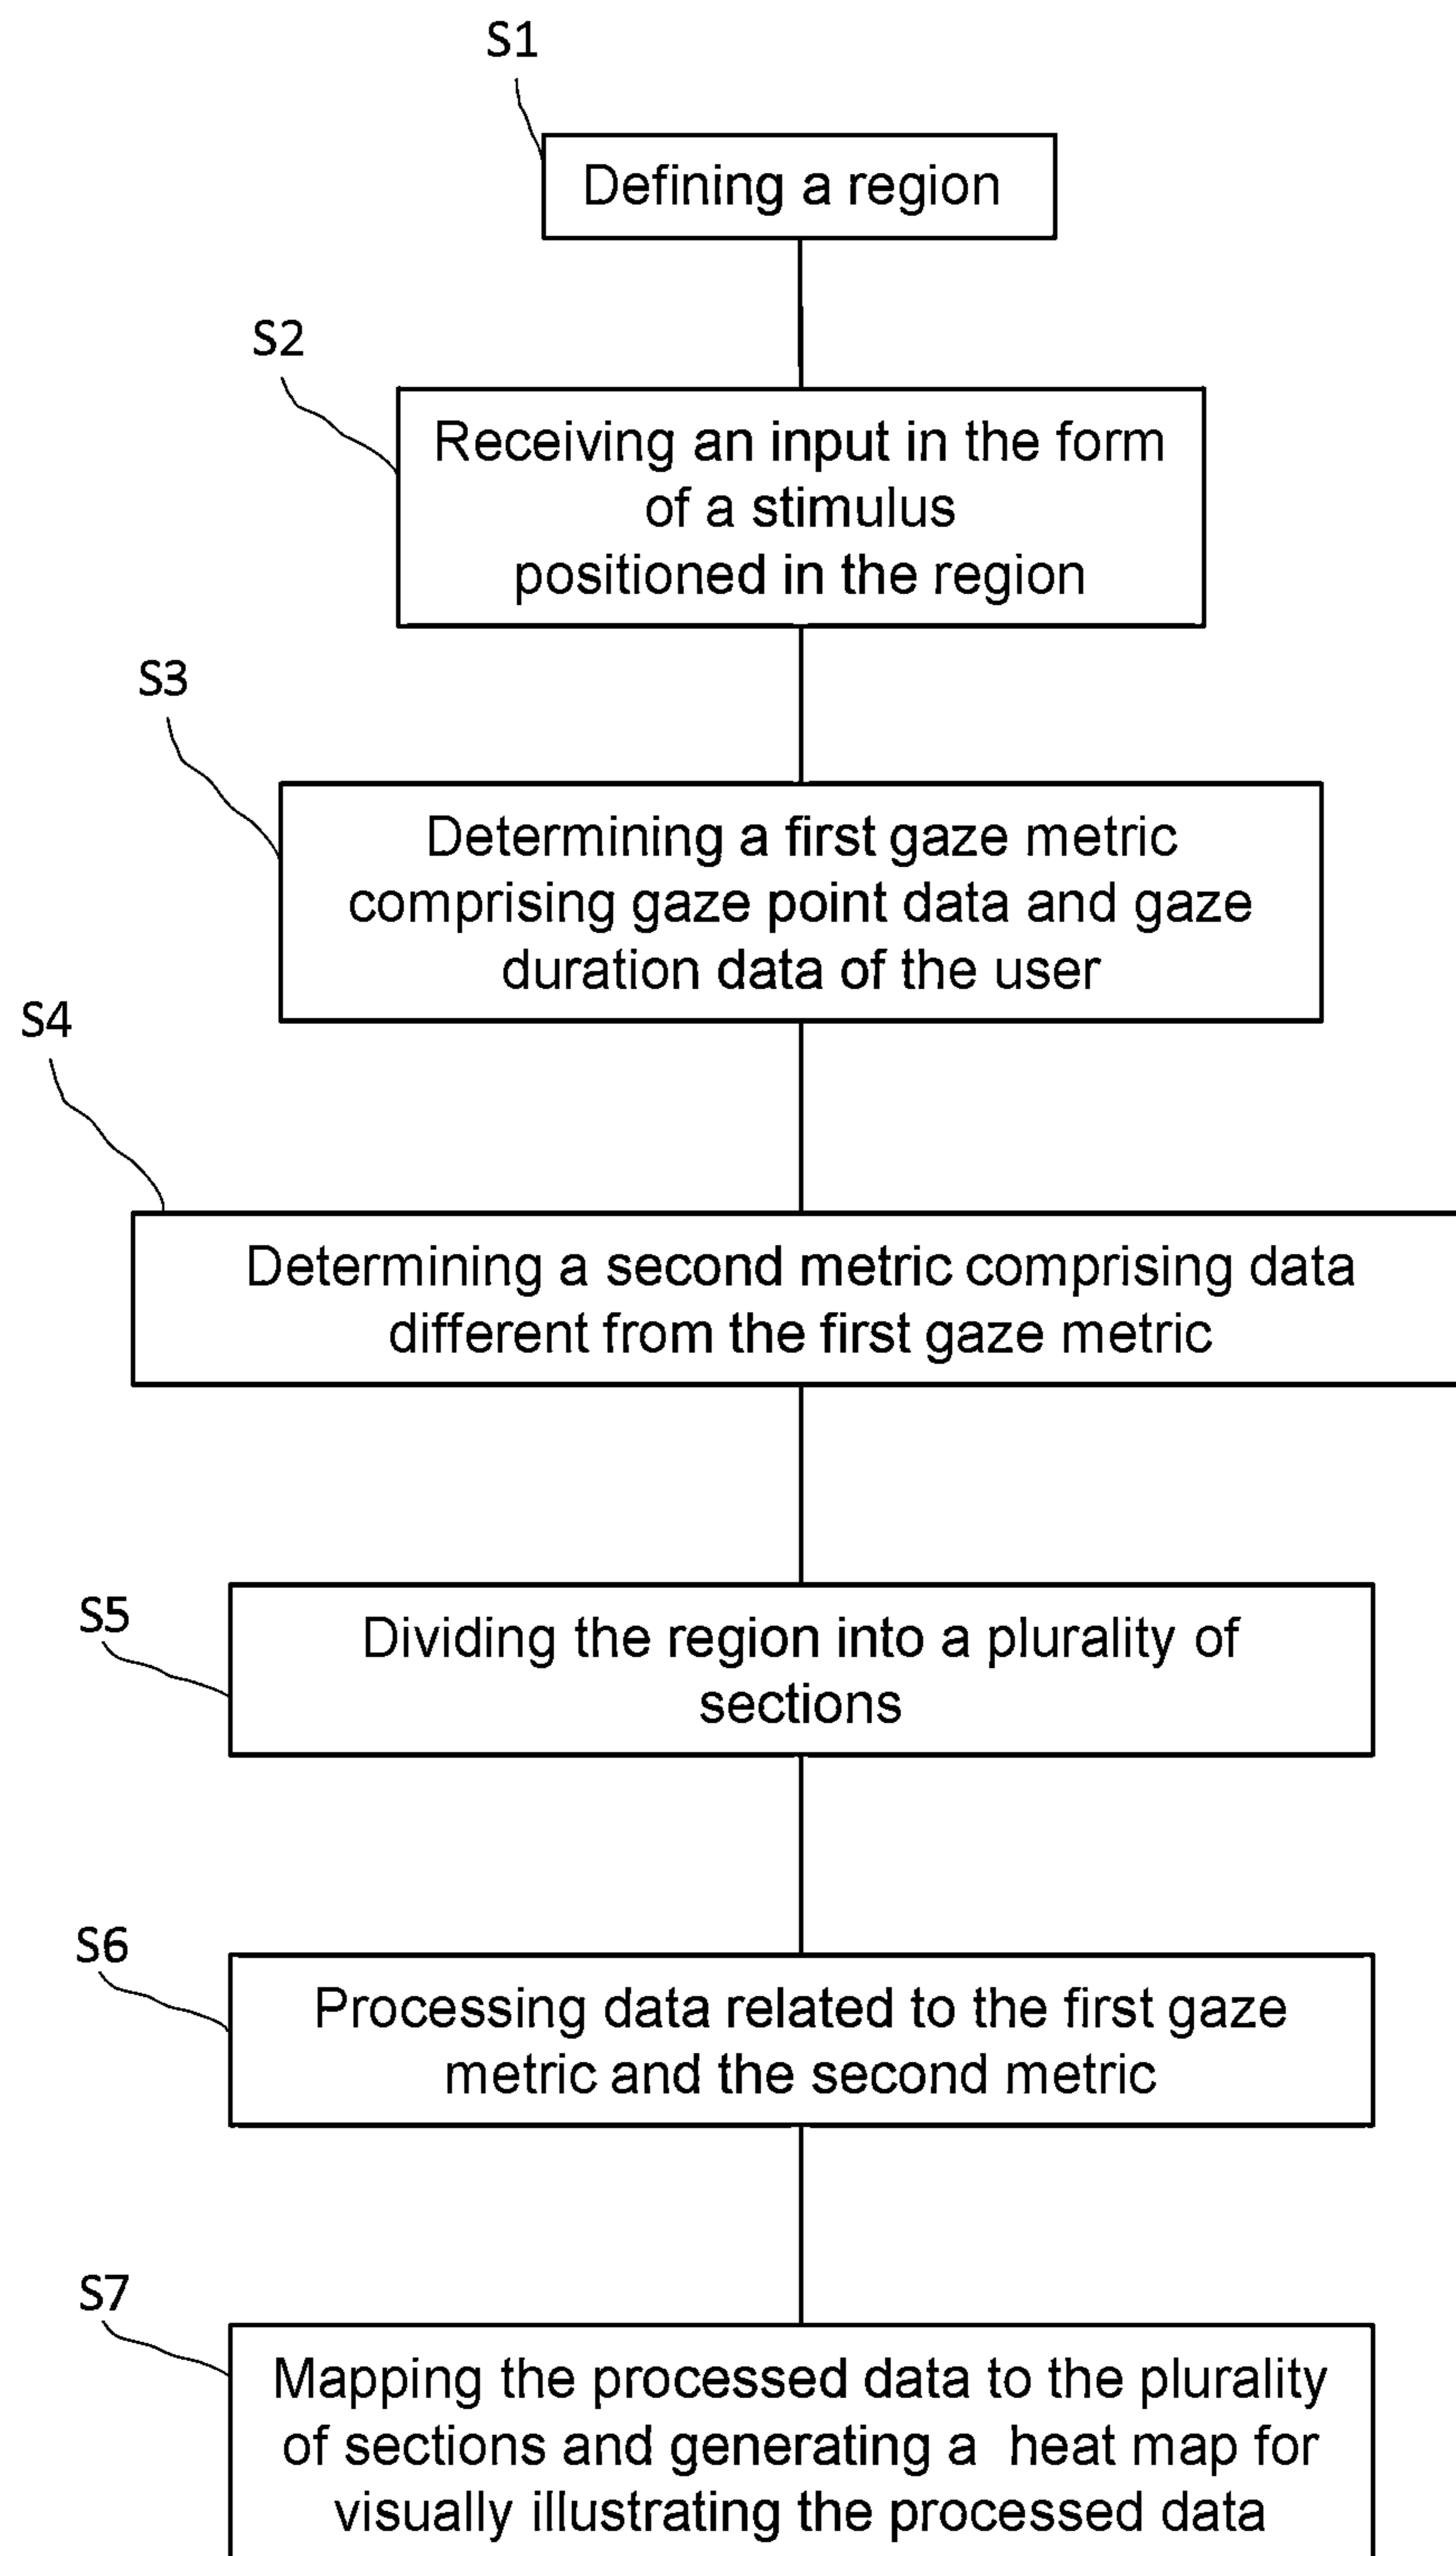 S1
Defining a region
S2
Receiving an input in the form
of a stimulus
positioned in the region
S3
Determining a first gaze metric
comprising gaze point data and gaze
duration data of the user
S4
Determining a second metric comprising data
different from the first gaze metric
S5
Dividing the region into a plurality of
sections
S6
Processing data related to the first gaze
metric and the second metric
S7
Mapping the processed data to the plurality
of sections and generating a heat map for
visually illustrating the processed data